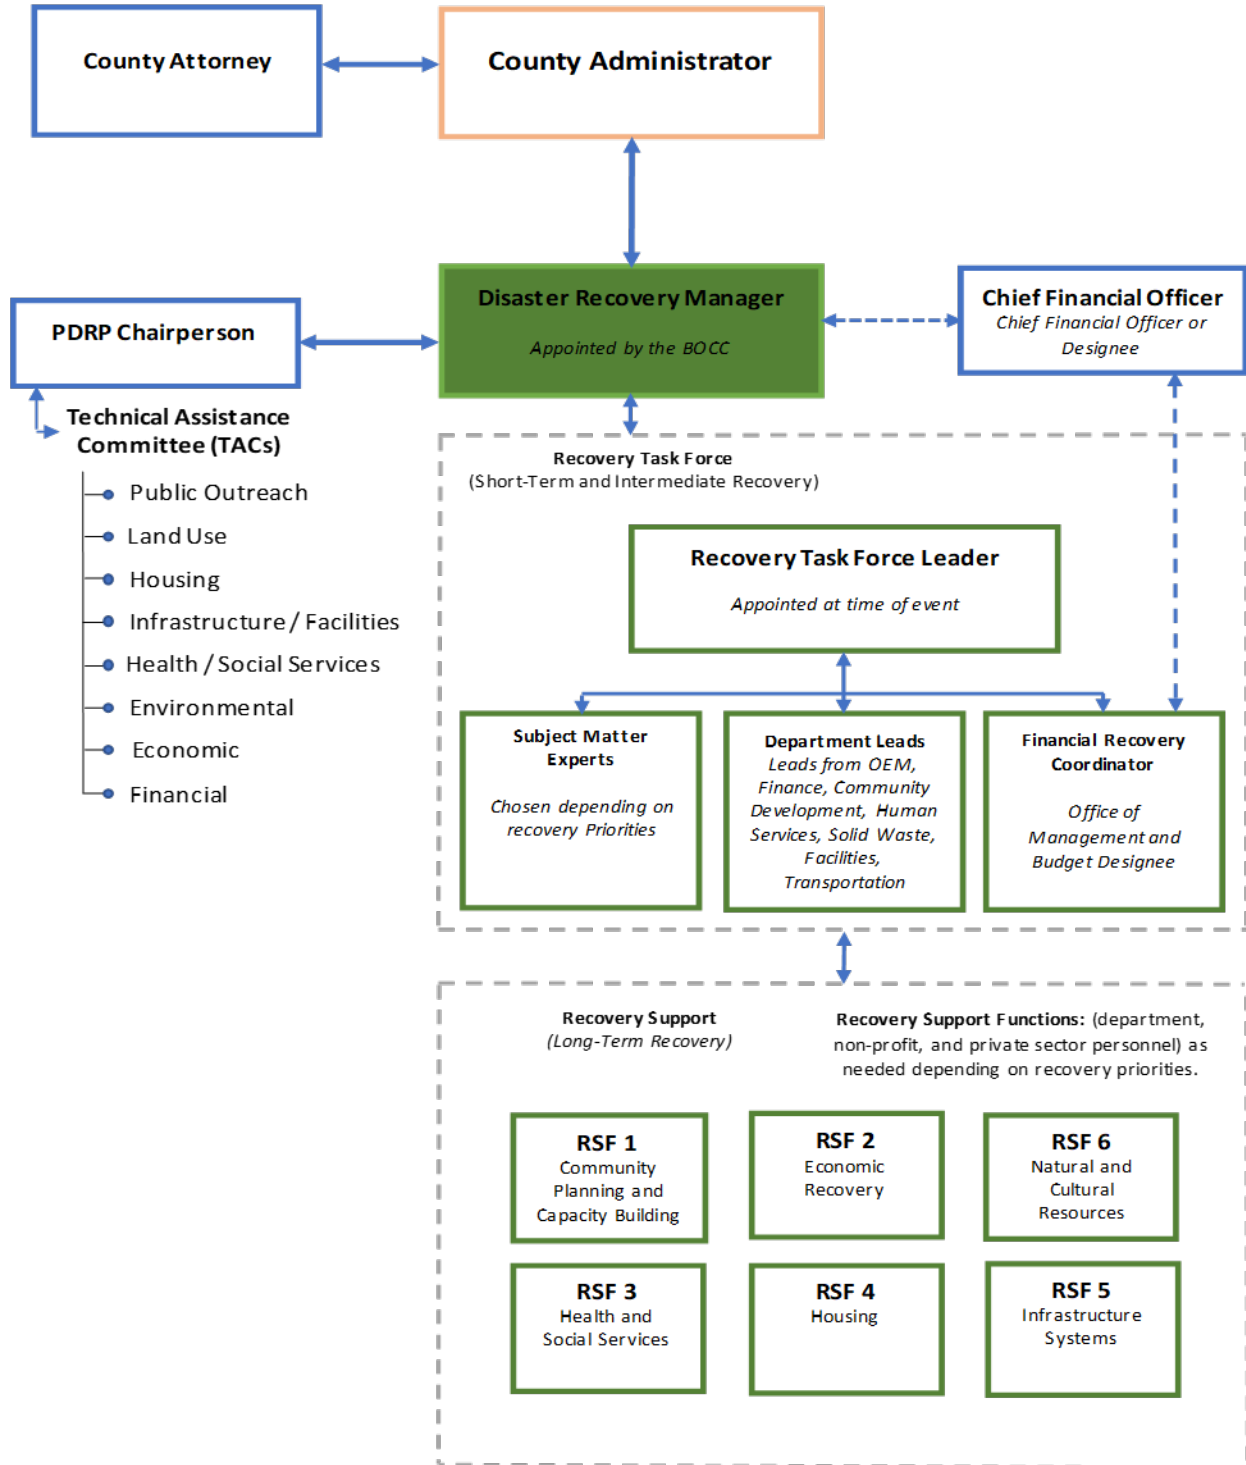 County Attorney
County Administrator
Disaster Recovery Manager
Appointed by the BOCC
Chief Financial Officer
Chief Financial Officer or
Designee
PDRP Chairperson
Technical Assistance
Committee (TACs)
Public Outreach
Land Use
Housing
Infrastructure / Facilities
Health / Social Services
Environmental
Economic
Financial
Recovery Task Force
(Short-Term and Intermediate Recovery)
Recovery Task Force Leader
Appointed at time of event
Subject Matter
Experts
Chosen depending on
recovery Priorities
Department Leads
Leads from OEM,
Finance, Community
Development, Human
Services, Solid Waste,
Facilities,
Transportation
Financial Recovery
Coordinator
Office of
Management and
Budget Designee
Recovery Support
(Long-Term Recovery)
Recovery Support Functions: (department,
non-profit, and private sector personnel) as
needed depending on recovery priorities.
RSF 1
Community
Planning and
Capacity Building
RSF 2
Economic
Recovery
RSF 6
Natural and
Cultural
Resources
RSF 3
Health and
Social Services
RSF 4
Housing
RSF 5
Infrastructure
Systems